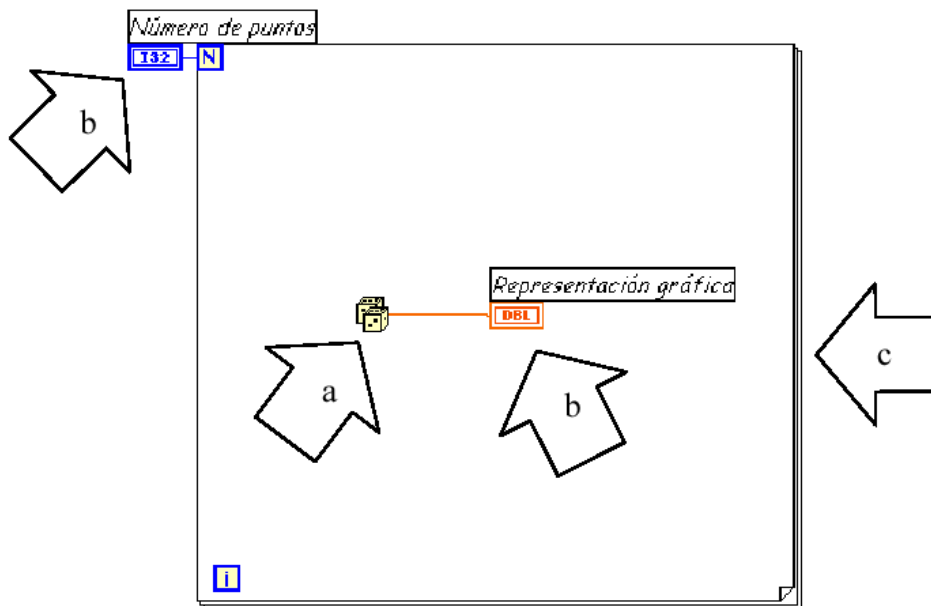 Número de puntos
I32
N
b
Representación gráfica
DBL
a
b
c
i